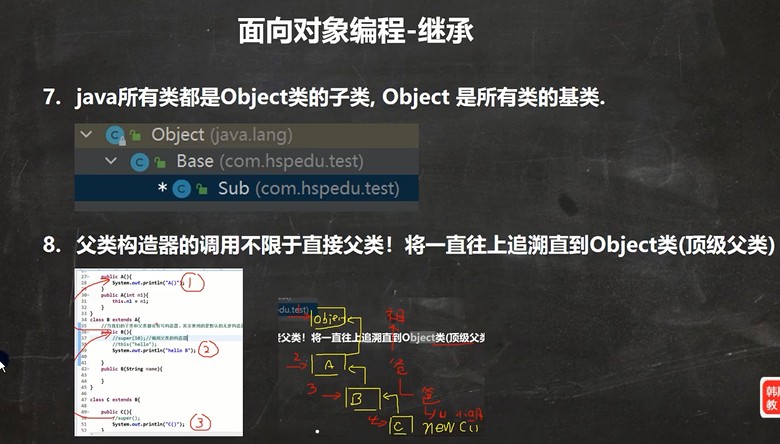 面向对象编程-继承
7. java所有类都是Object类的子类, Object 是所有类的基类.
Object (java.lang)
Base (com.hspedu.test)
* Sub (com.hspedu.test)
8. 父类构造器的调用不限于直接父类！将一直往上追溯直到Object类(顶级父类)
public A(){
System.out.println("A()");
1
public A(int n1){
this.n1 = n1;
}
}
class B extends A{
public B(){
//this("hello");
System.out.println("hello B");
2
}
public B(String name){
}
}
class C extends B{
public C(){
//super();
System.out.println("C()");
3
父类！将一直往上追溯直到Object类(顶级父类
Object
2
A
3
B
4
C
new C()
韩
教